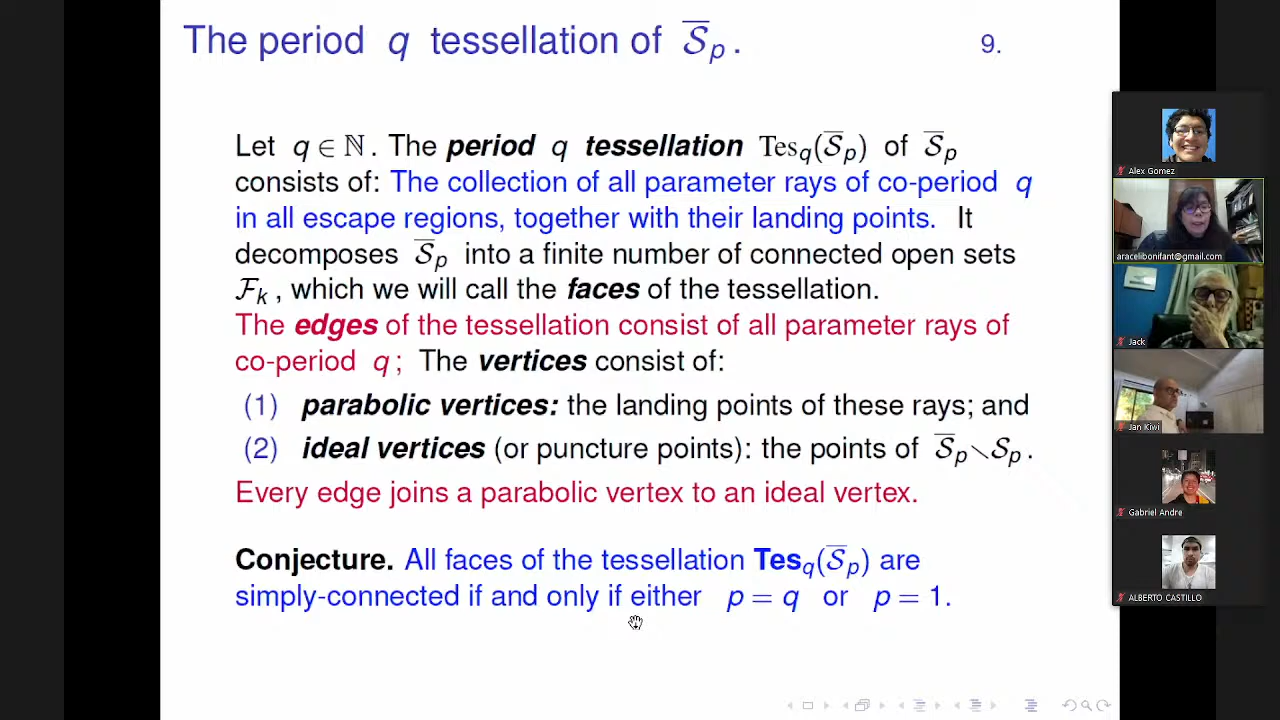 The period q tessellation of S̅ₚ. 9.
Let q ∈ ℕ. The period q tessellation Tes_q(S̅ₚ) of S̅ₚ
consists of: The collection of all parameter rays of co-period q
in all escape regions, together with their landing points. It
decomposes S̅ₚ into a finite number of connected open sets
ℱₖ, which we will call the faces of the tessellation.
The edges of the tessellation consist of all parameter rays of
co-period q; The vertices consist of:
(1) parabolic vertices: the landing points of these rays; and
(2) ideal vertices (or puncture points): the points of S̅ₚ∖Sₚ.
Every edge joins a parabolic vertex to an ideal vertex.
Conjecture. All faces of the tessellation Tes_q(S̅ₚ) are
simply-connected if and only if either p = q or p = 1.
Alex Gomez
aracelibonifant@gmail.com
Jack
Jan Kiwi
Gabriel Andre
ALBERTO CASTILLO